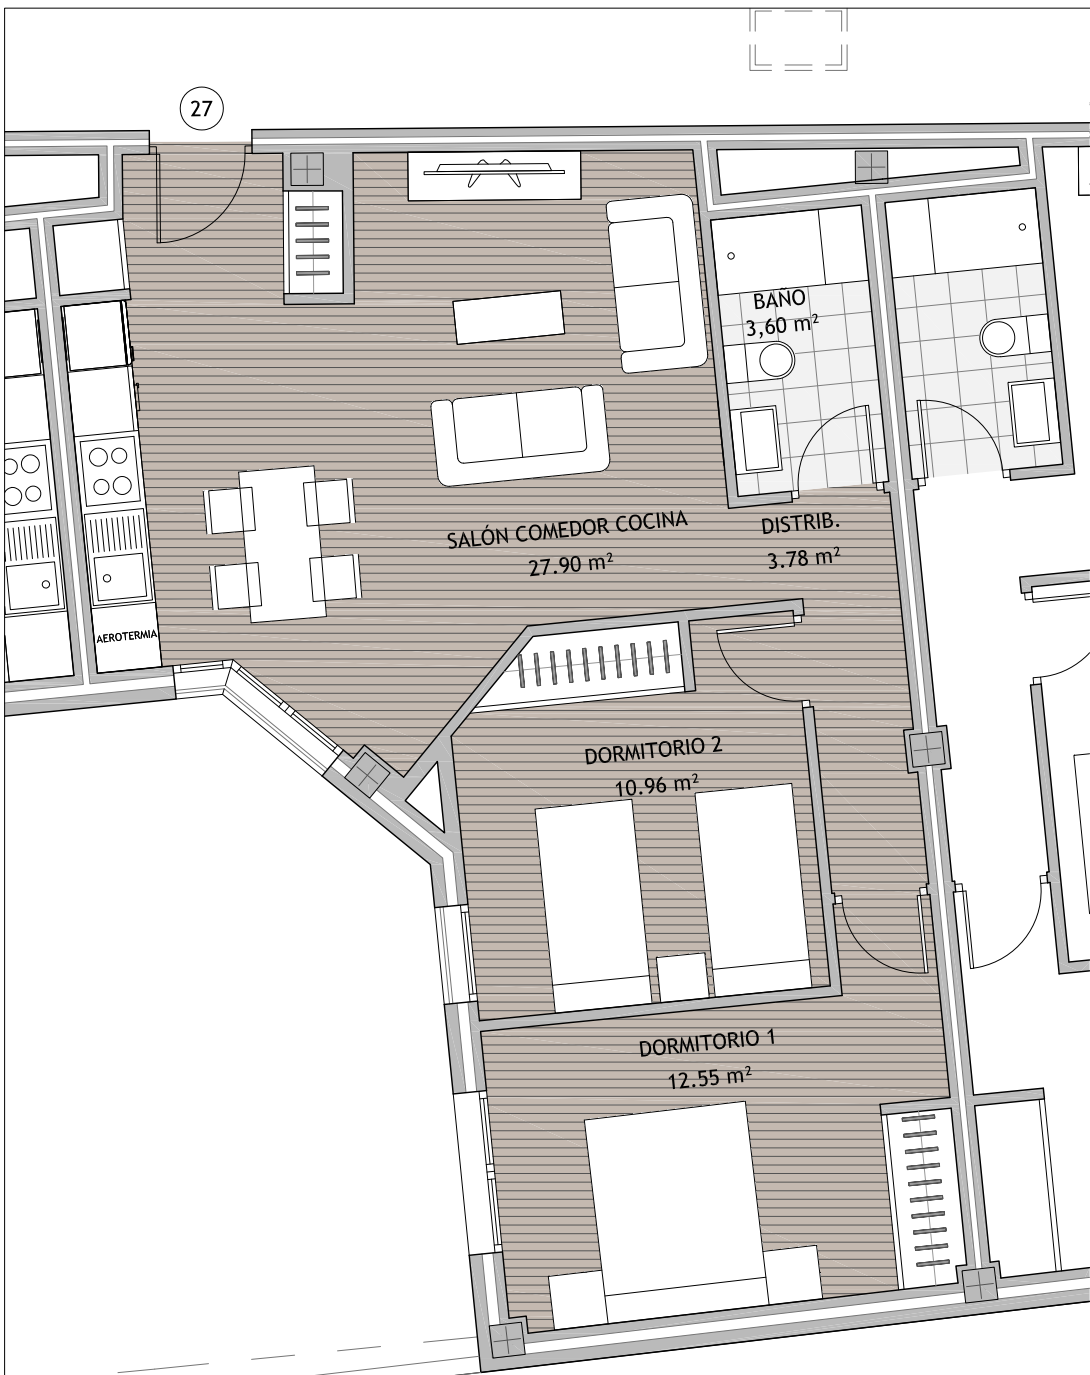 27
BAÑO
3,60 m²
SALÓN COMEDOR COCINA
27.90 m²
DISTRIB.
3.78 m²
AEROTERMIA
DORMITORIO 2
10.96 m²
DORMITORIO 1
12.55 m²